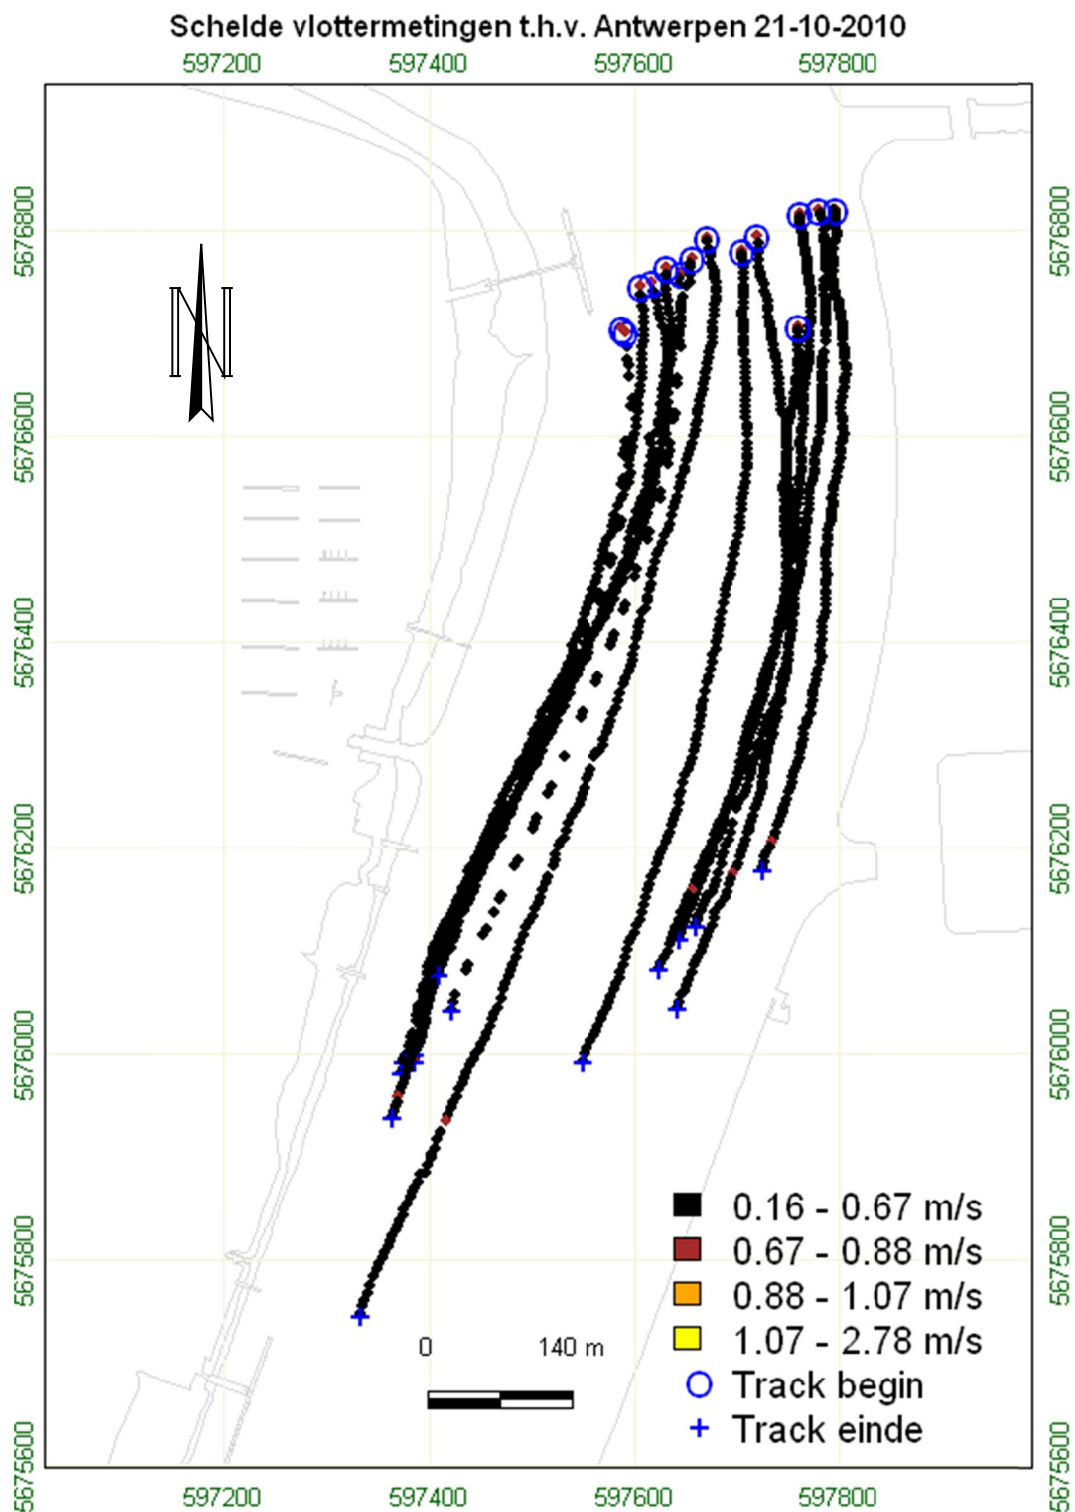 Schelde vlottermetingen t.h.v. Antwerpen 21-10-2010
597200 597400 597600 597800
5676800 5676800
N
5676600 5676600
5676400 5676400
5676200 5676200
5676000 5676000
0.16 - 0.67 m/s
0.67 - 0.88 m/s
5675800 5675800
0.88 - 1.07 m/s
0 140 m
1.07 - 2.78 m/s
Track begin
Track einde
5675600 5675600
597200 597400 597600 597800